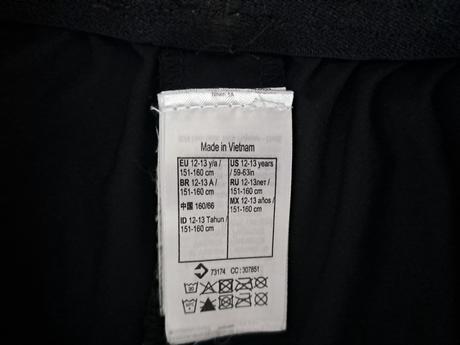 Made in Vietnam
EU 12-13 y/a /
151-160 cm
BR 12-13 A /
151-160 cm
中国 160/66
ID 12-13 Tahun /
151-160 cm
US 12-13 years
/ 59-63in
RU 12-13лет /
151-160 cm
MX 12-13 años /
151-160 cm
73174 CC: 307851